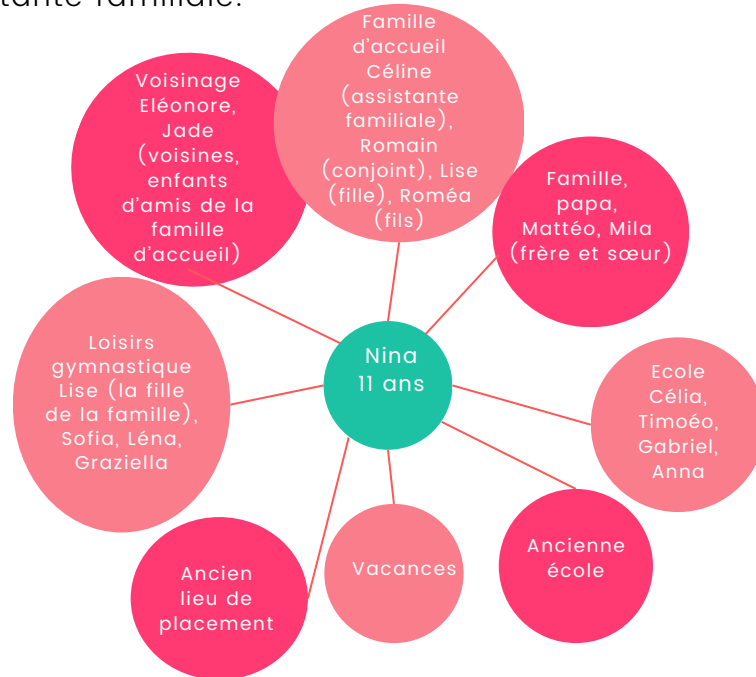 tante familiale.
Famille
d'accueil
Céline
(assistante
familiale),
Romain
(conjoint), Lise
(fille), Roméa
(fils)
Voisinage
Eléonore,
Jade
(voisines,
enfants
d'amis de la
famille
d'accueil)
Famille,
papa,
Mattéo, Mila
(frère et sœur)
Loisirs
gymnastique
Lise (la fille
de la famille),
Sofia, Léna,
Graziella
Nina
11 ans
Ecole
Célia,
Timoéo,
Gabriel,
Anna
Ancien
lieu de
placement
Vacances
Ancienne
école